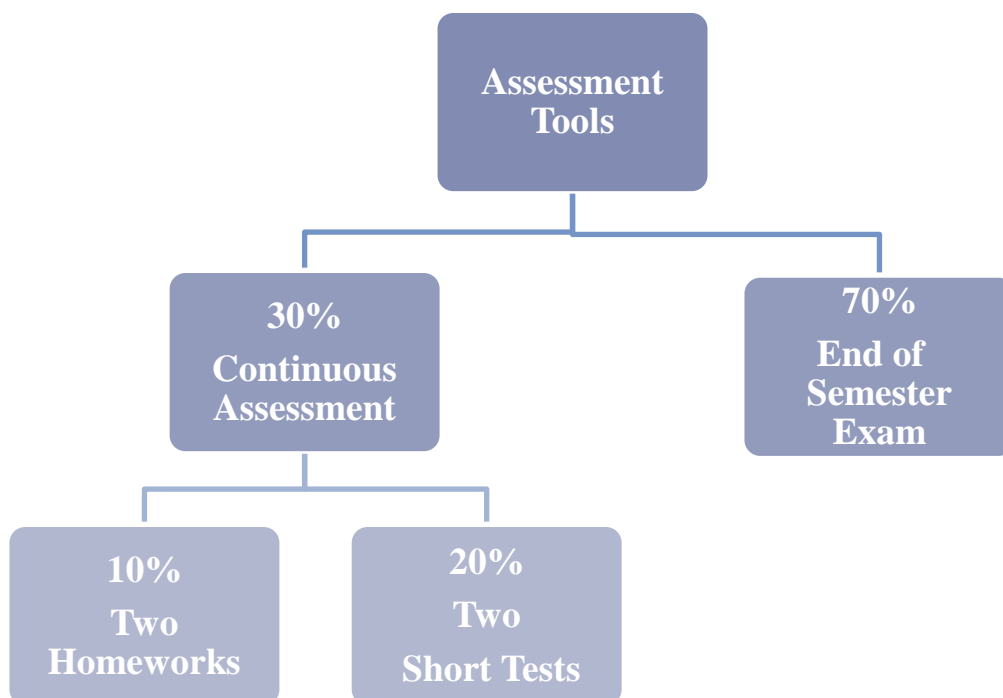 Assessment
Tools
30%
Continuous
Assessment
70%
End of
Semester
Exam
10%
Two
Homeworks
20%
Two
Short Tests